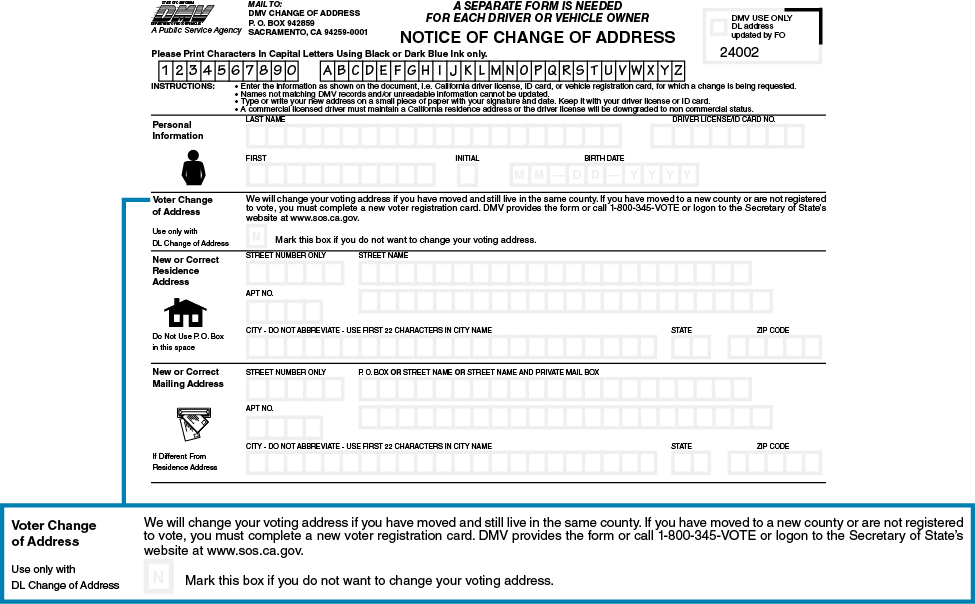 STATE OF CALIFORNIA
DMV
DEPARTMENT OF MOTOR VEHICLES
A Public Service Agency
MAIL TO:
DMV CHANGE OF ADDRESS
P. O. BOX 942859
SACRAMENTO, CA 94259-0001
A SEPARATE FORM IS NEEDED
FOR EACH DRIVER OR VEHICLE OWNER
NOTICE OF CHANGE OF ADDRESS
DMV USE ONLY
DL address
updated by FO
24002
Please Print Characters In Capital Letters Using Black or Dark Blue Ink only.
1 2 3 4 5 6 7 8 9 0 A B C D E F G H I J K L M N O P Q R S T U V W X Y Z
INSTRUCTIONS:
• Enter the information as shown on the document, i.e. California driver license, ID card, or vehicle registration card, for which a change is being requested.
• Names not matching DMV records and/or unreadable information cannot be updated.
• Type or write your new address on a small piece of paper with your signature and date. Keep it with your driver license or ID card.
• A commercial licensed driver must maintain a California residence address or the driver license will be downgraded to non commercial status.
Personal
Information
LAST NAME
DRIVER LICENSE/ID CARD NO.
FIRST
INITIAL
BIRTH DATE
M M — D D — Y Y Y Y
Voter Change
of Address
Use only with
DL Change of Address
We will change your voting address if you have moved and still live in the same county. If you have moved to a new county or are not registered
to vote, you must complete a new voter registration card. DMV provides the form or call 1-800-345-VOTE or logon to the Secretary of State's
website at www.sos.ca.gov.
N Mark this box if you do not want to change your voting address.
New or Correct
Residence
Address
Do Not Use P. O. Box
in this space
STREET NUMBER ONLY
STREET NAME
APT NO.
CITY - DO NOT ABBREVIATE - USE FIRST 22 CHARACTERS IN CITY NAME
STATE
ZIP CODE
New or Correct
Mailing Address
If Different From
Residence Address
STREET NUMBER ONLY
P. O. BOX OR STREET NAME OR STREET NAME AND PRIVATE MAIL BOX
APT NO.
CITY - DO NOT ABBREVIATE - USE FIRST 22 CHARACTERS IN CITY NAME
STATE
ZIP CODE
Voter Change
of Address
Use only with
DL Change of Address
We will change your voting address if you have moved and still live in the same county. If you have moved to a new county or are not registered
to vote, you must complete a new voter registration card. DMV provides the form or call 1-800-345-VOTE or logon to the Secretary of State's
website at www.sos.ca.gov.
N Mark this box if you do not want to change your voting address.